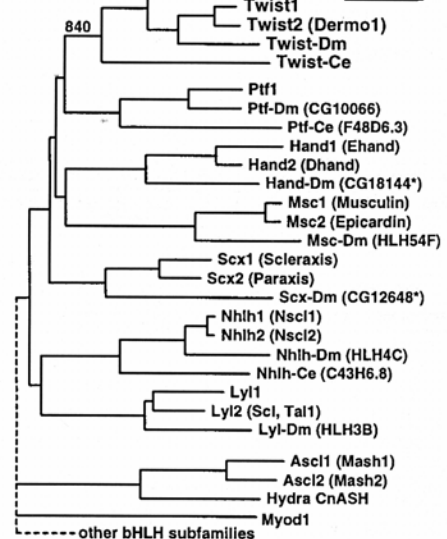 Twist1
840
Twist2 (Dermo1)
Twist-Dm
Twist-Ce
Ptf1
Ptf-Dm (CG10066)
Ptf-Ce (F48D6.3)
Hand1 (Ehand)
Hand2 (Dhand)
Hand-Dm (CG18144*)
Msc1 (Musculin)
Msc2 (Epicardin)
Msc-Dm (HLH54F)
Scx1 (Scleraxis)
Scx2 (Paraxis)
Scx-Dm (CG12648*)
Nhlh1 (Nscl1)
Nhlh2 (Nscl2)
Nhlh-Dm (HLH4C)
Nhlh-Ce (C43H6.8)
Lyl1
Lyl2 (Scl, Tal1)
Lyl-Dm (HLH3B)
Ascl1 (Mash1)
Ascl2 (Mash2)
Hydra CnASH
Myod1
other bHLH subfamilies